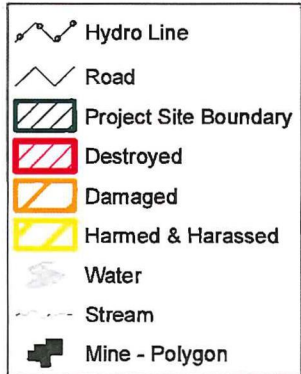 Hydro Line
Road
Project Site Boundary
Destroyed
Damaged
Harmed & Harassed
Water
Stream
Mine - Polygon